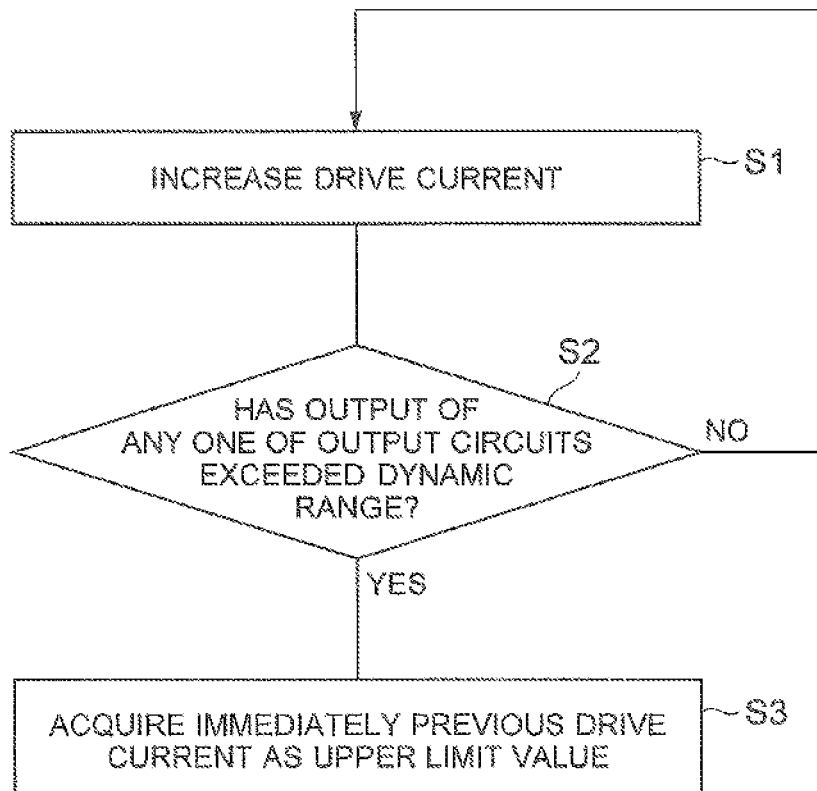 INCREASE DRIVE CURRENT
S1
S2
HAS OUTPUT OF
ANY ONE OF OUTPUT CIRCUITS
EXCEEDED DYNAMIC
RANGE?
NO
YES
ACQUIRE IMMEDIATELY PREVIOUS DRIVE
CURRENT AS UPPER LIMIT VALUE
S3